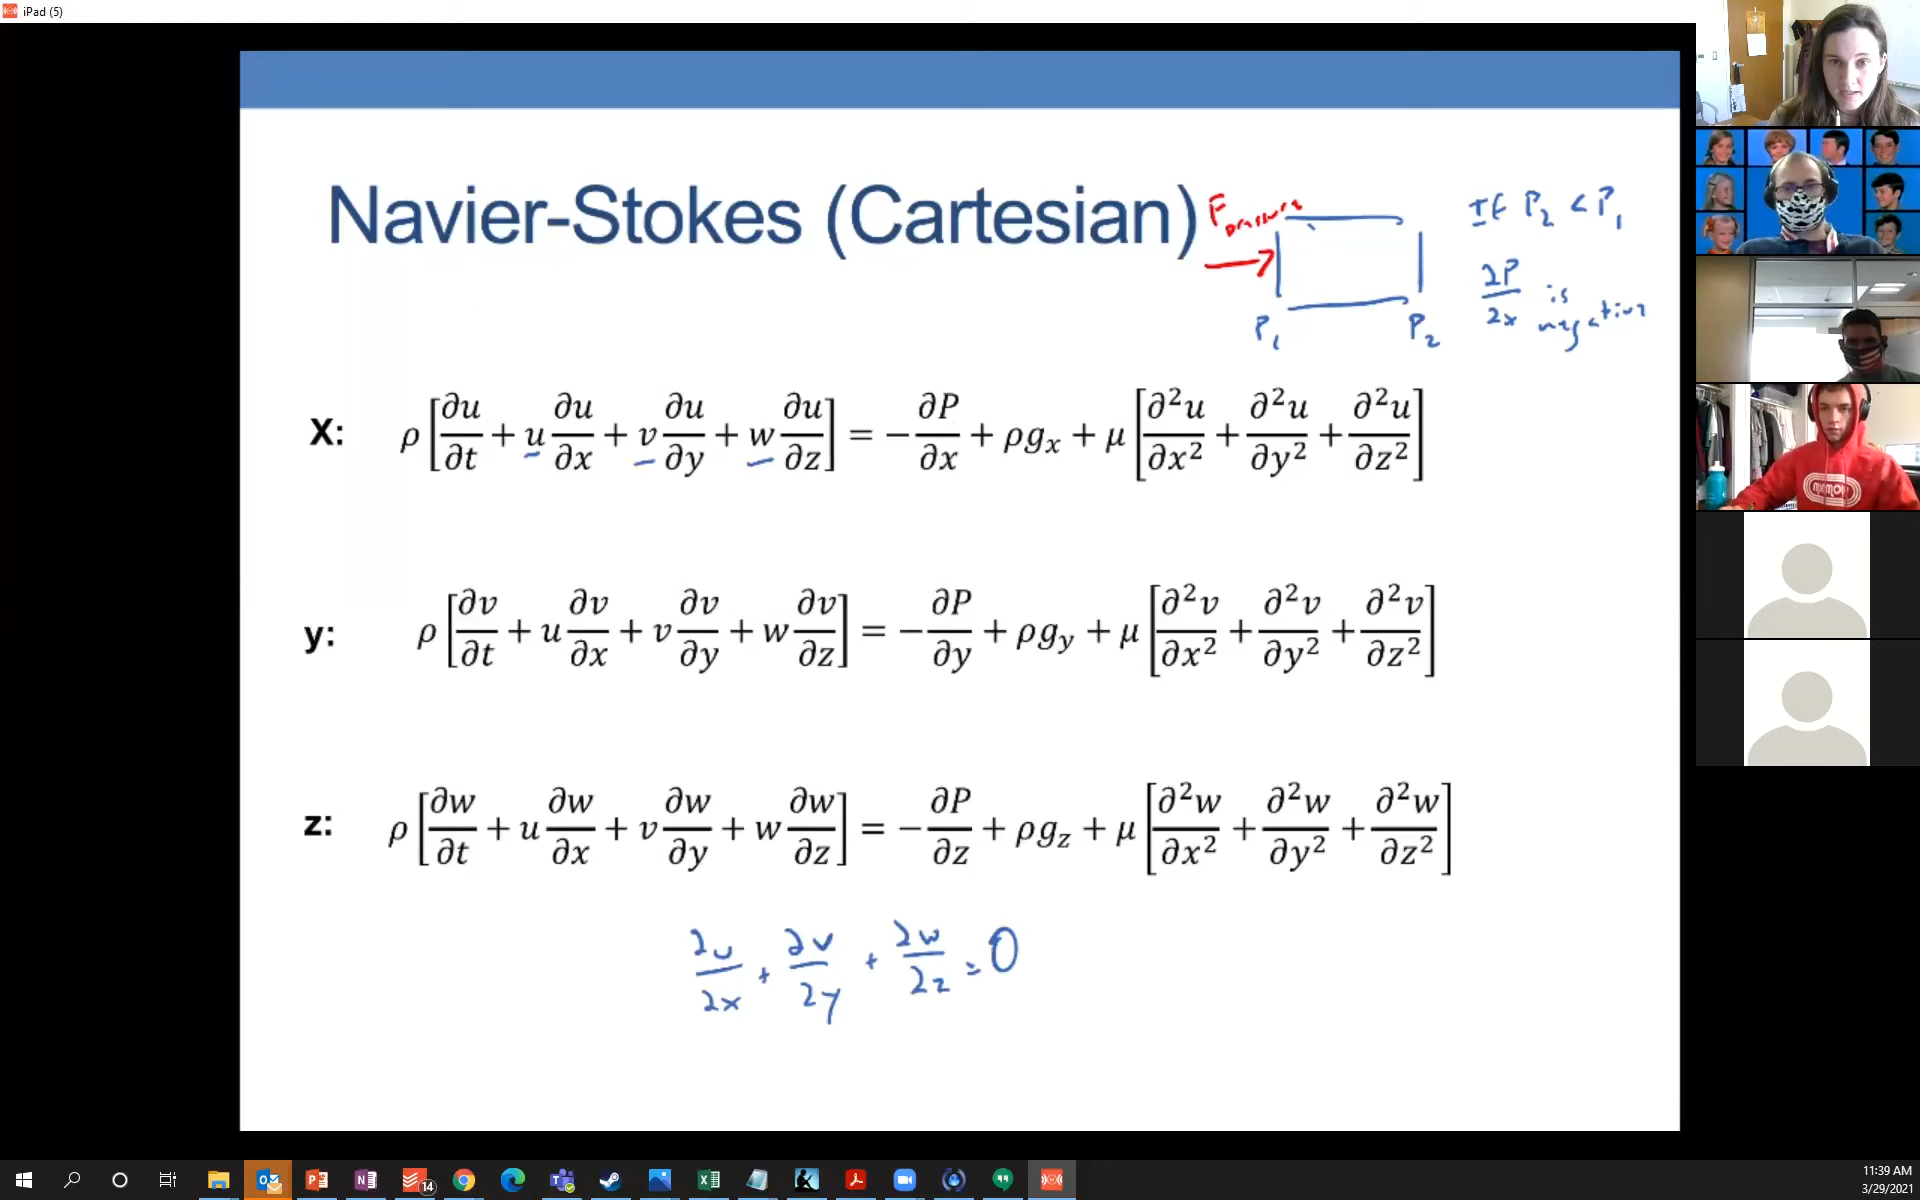 iPad (5)
Navier-Stokes (Cartesian)
F pressure
If P₂ < P₁
∂P/∂x is negative
P₁ P₂
X: ρ[∂u/∂t + u ∂u/∂x + v ∂u/∂y + w ∂u/∂z] = −∂P/∂x + ρgₓ + μ[∂²u/∂x² + ∂²u/∂y² + ∂²u/∂z²]
y: ρ[∂v/∂t + u ∂v/∂x + v ∂v/∂y + w ∂v/∂z] = −∂P/∂y + ρg_y + μ[∂²v/∂x² + ∂²v/∂y² + ∂²v/∂z²]
z: ρ[∂w/∂t + u ∂w/∂x + v ∂w/∂y + w ∂w/∂z] = −∂P/∂z + ρg_z + μ[∂²w/∂x² + ∂²w/∂y² + ∂²w/∂z²]
∂u/∂x + ∂v/∂y + ∂w/∂z = 0
14
11:39 AM
3/29/2021